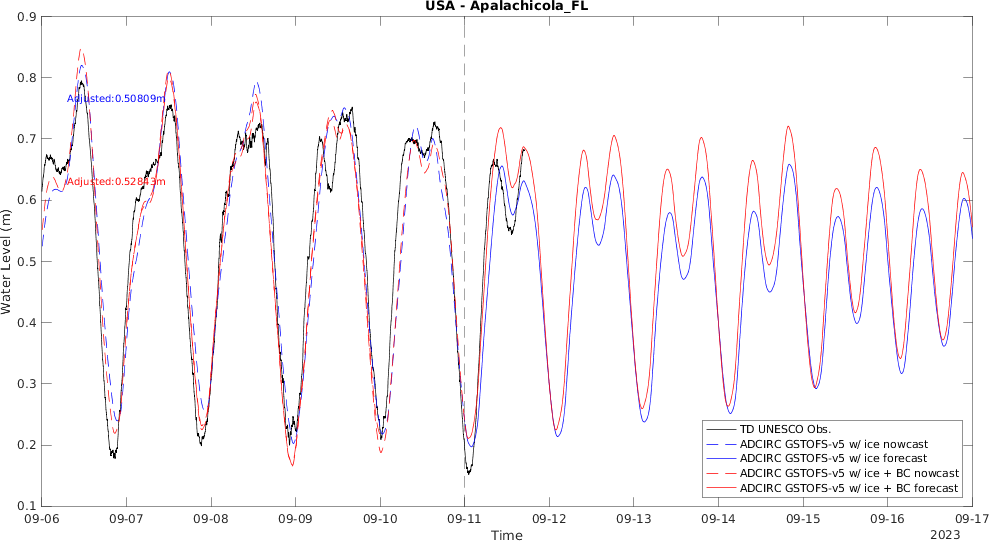 USA - Apalachicola_FL
0.9
0.8
0.7
0.6
0.5
0.4
0.3
0.2
0.1
Water Level (m)
Adjusted:0.50809m
Adjusted:0.52843m
TD UNESCO Obs.
ADCIRC GSTOFS-v5 w/ ice nowcast
ADCIRC GSTOFS-v5 w/ ice forecast
ADCIRC GSTOFS-v5 w/ ice + BC nowcast
ADCIRC GSTOFS-v5 w/ ice + BC forecast
09-06 09-07 09-08 09-09 09-10 09-11 09-12 09-13 09-14 09-15 09-16 09-17
Time
2023